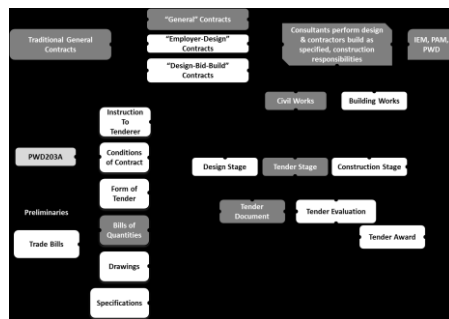 Traditional General
Contracts
"General" Contracts
"Employer-Design"
Contracts
"Design-Bid-Build"
Contracts
Consultants perform design
& contractors build as
specified, construction
responsibilities
IEM, PAM,
PWD
Civil Works
Building Works
Instruction
To
Tenderer
Conditions
of Contract
Form of
Tender
Bills of
Quantities
Drawings
Specifications
PWD203A
Preliminaries
Trade Bills
Design Stage
Tender Stage
Construction Stage
Tender
Document
Tender Evaluation
Tender Award